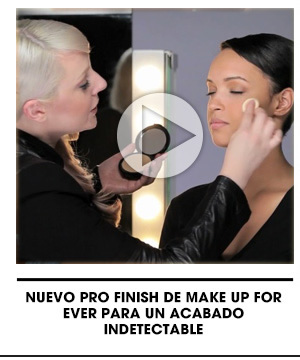 NUEVO PRO FINISH DE MAKE UP FOR
EVER PARA UN ACABADO
INDETECTABLE